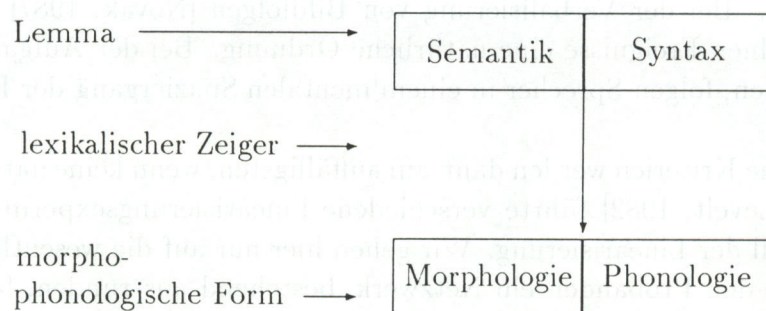 Lemma
Semantik Syntax
lexikalischer Zeiger
morpho-
phonologische Form
Morphologie Phonologie